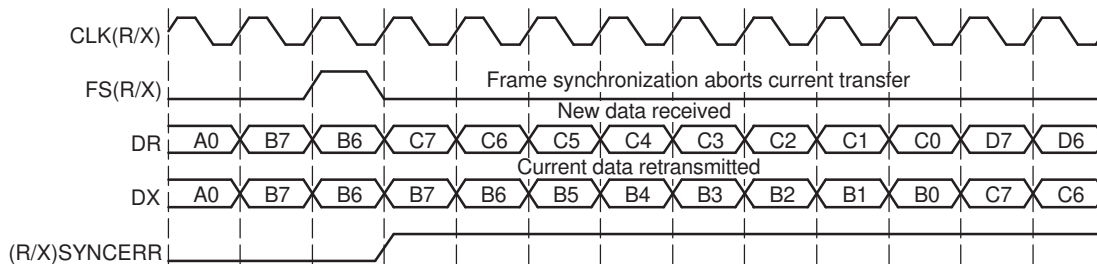 CLK(R/X)
FS(R/X) Frame synchronization aborts current transfer
New data received
DR A0 B7 B6 C7 C6 C5 C4 C3 C2 C1 C0 D7 D6
Current data retransmitted
DX A0 B7 B6 B7 B6 B5 B4 B3 B2 B1 B0 C7 C6
(R/X)SYNCERR